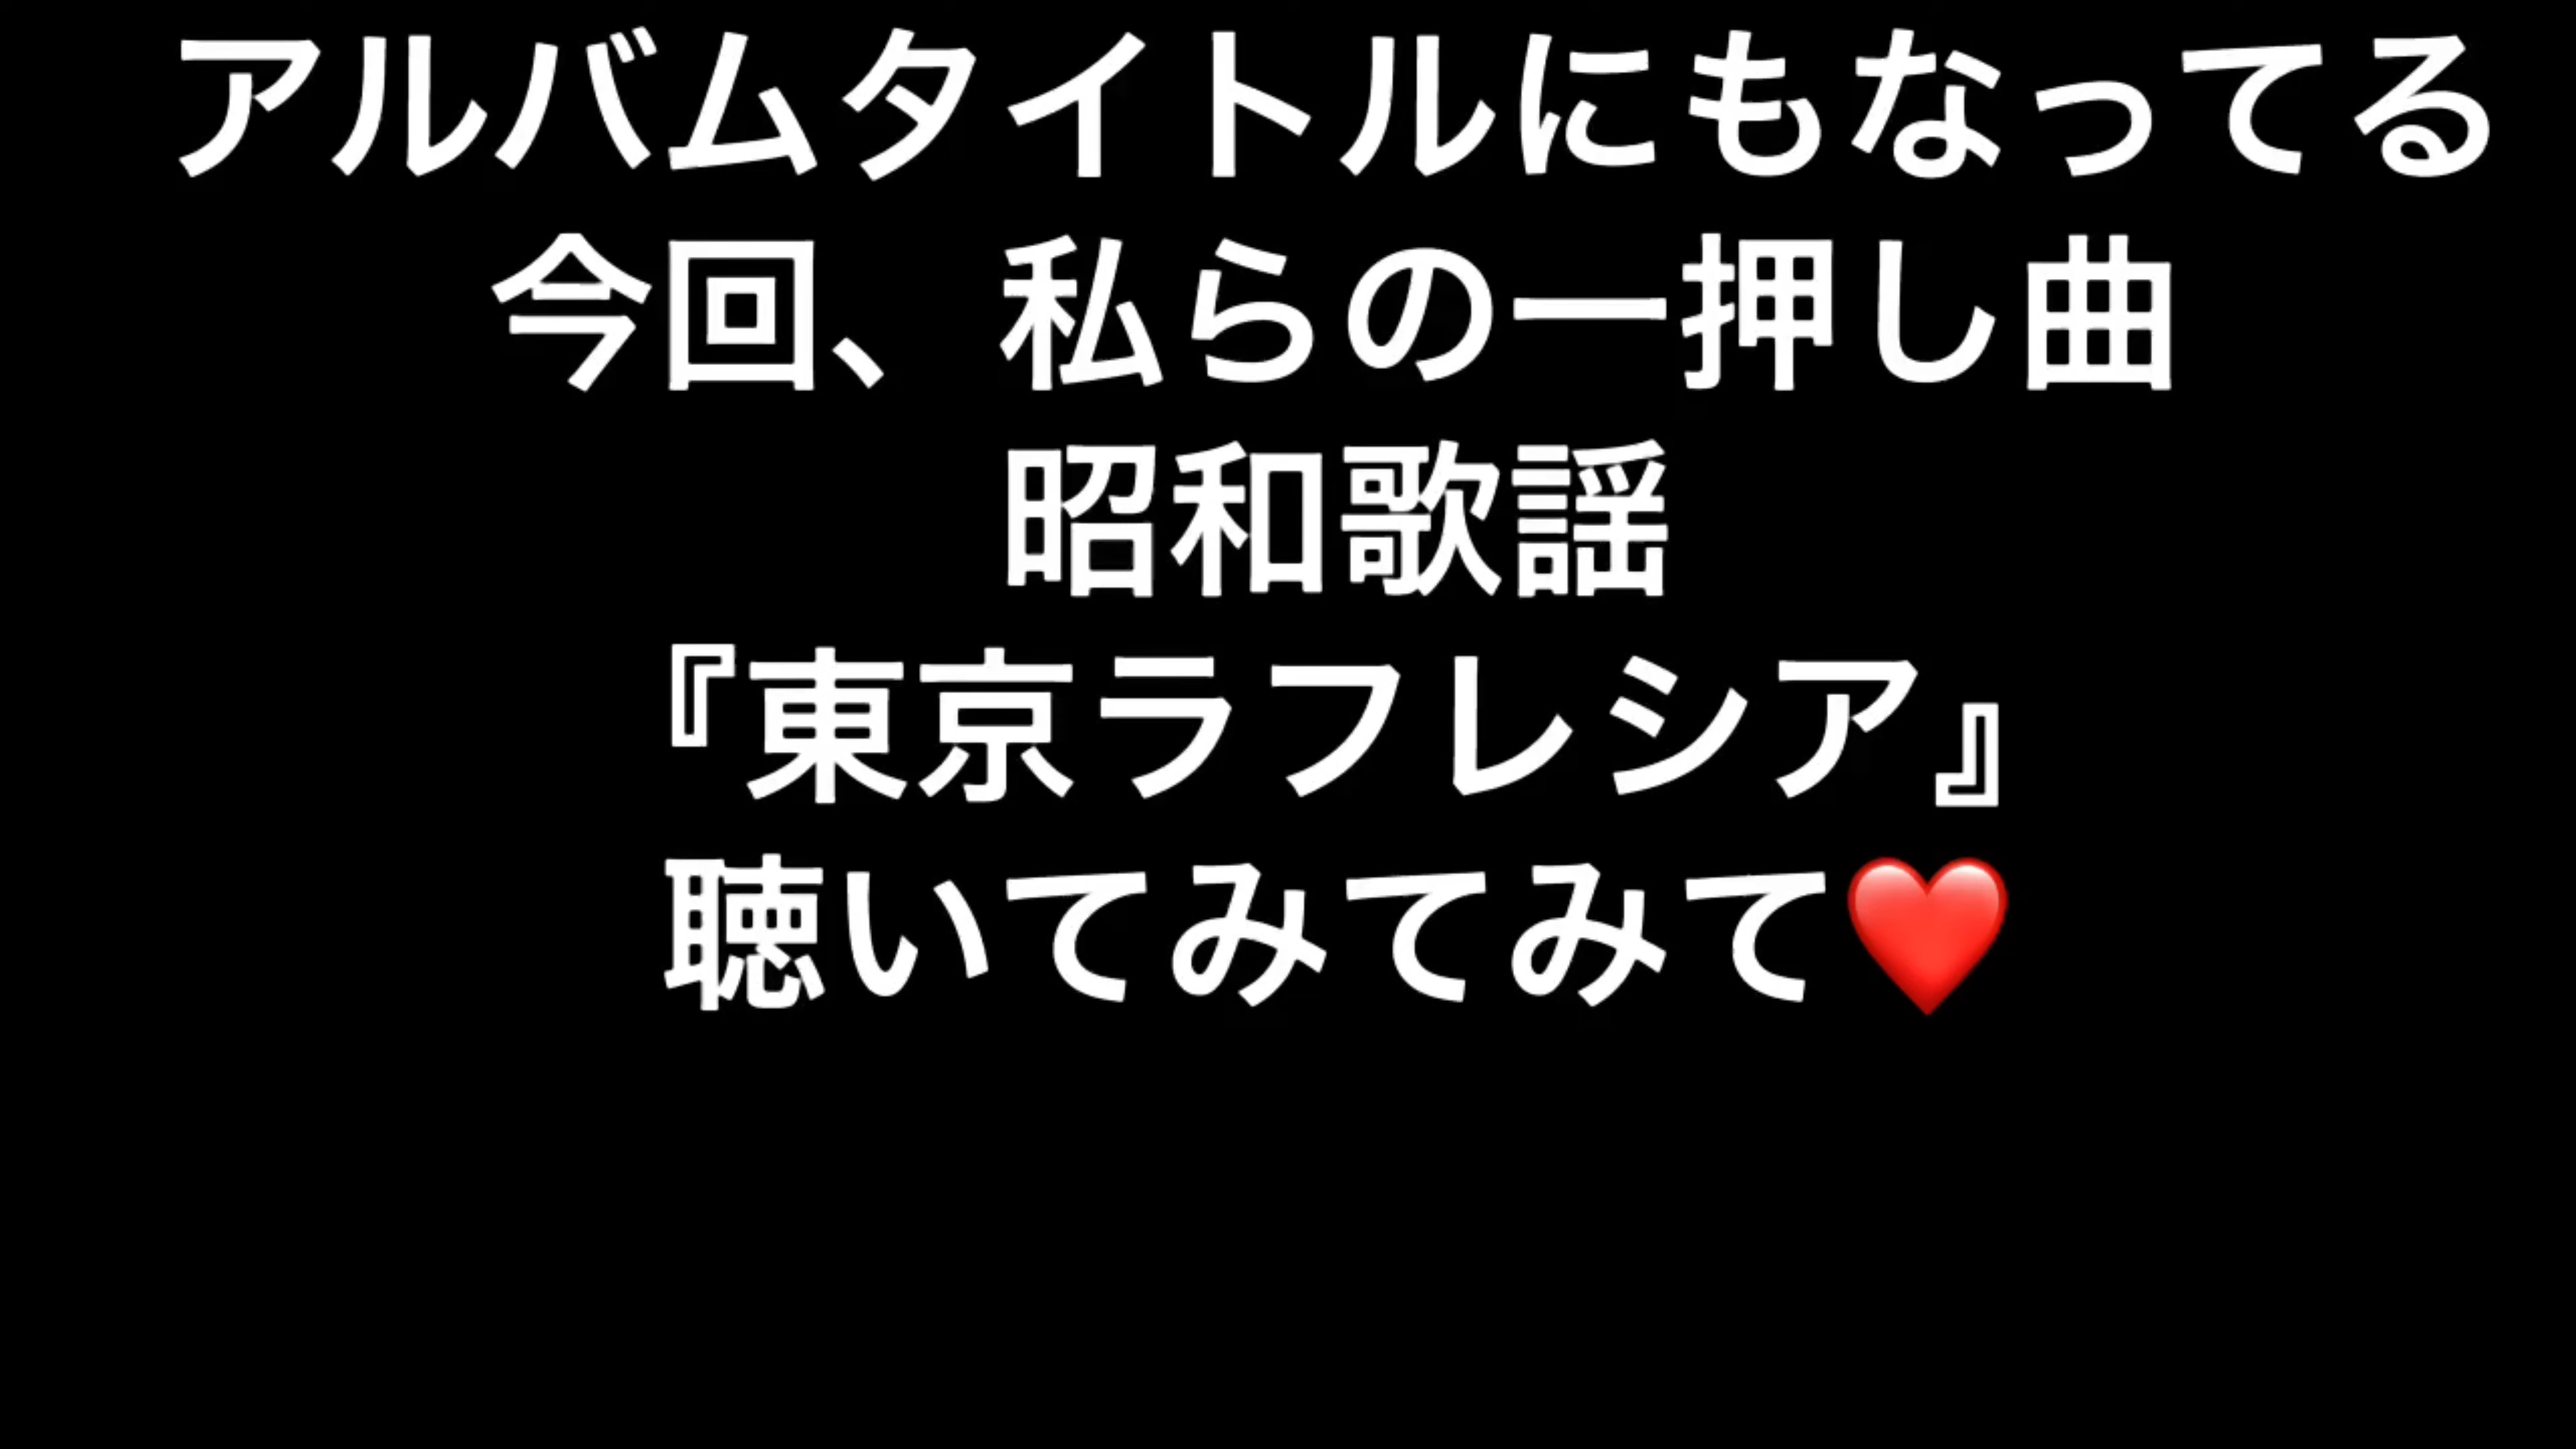 アルバムタイトルにもなってる
今回、私らの一押し曲
昭和歌謡
『東京ラフレシア』
聴いてみてみて❤️